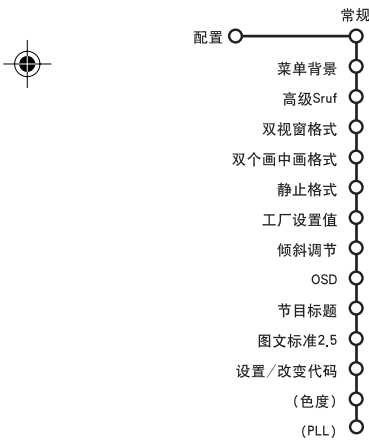 常规
配置
菜单背景
高级Sruf
双视窗格式
双个画中画格式
静止格式
工厂设置值
倾斜调节
OSD
节目标题
图文标准2.5
设置/改变代码
(色度)
(PLL)